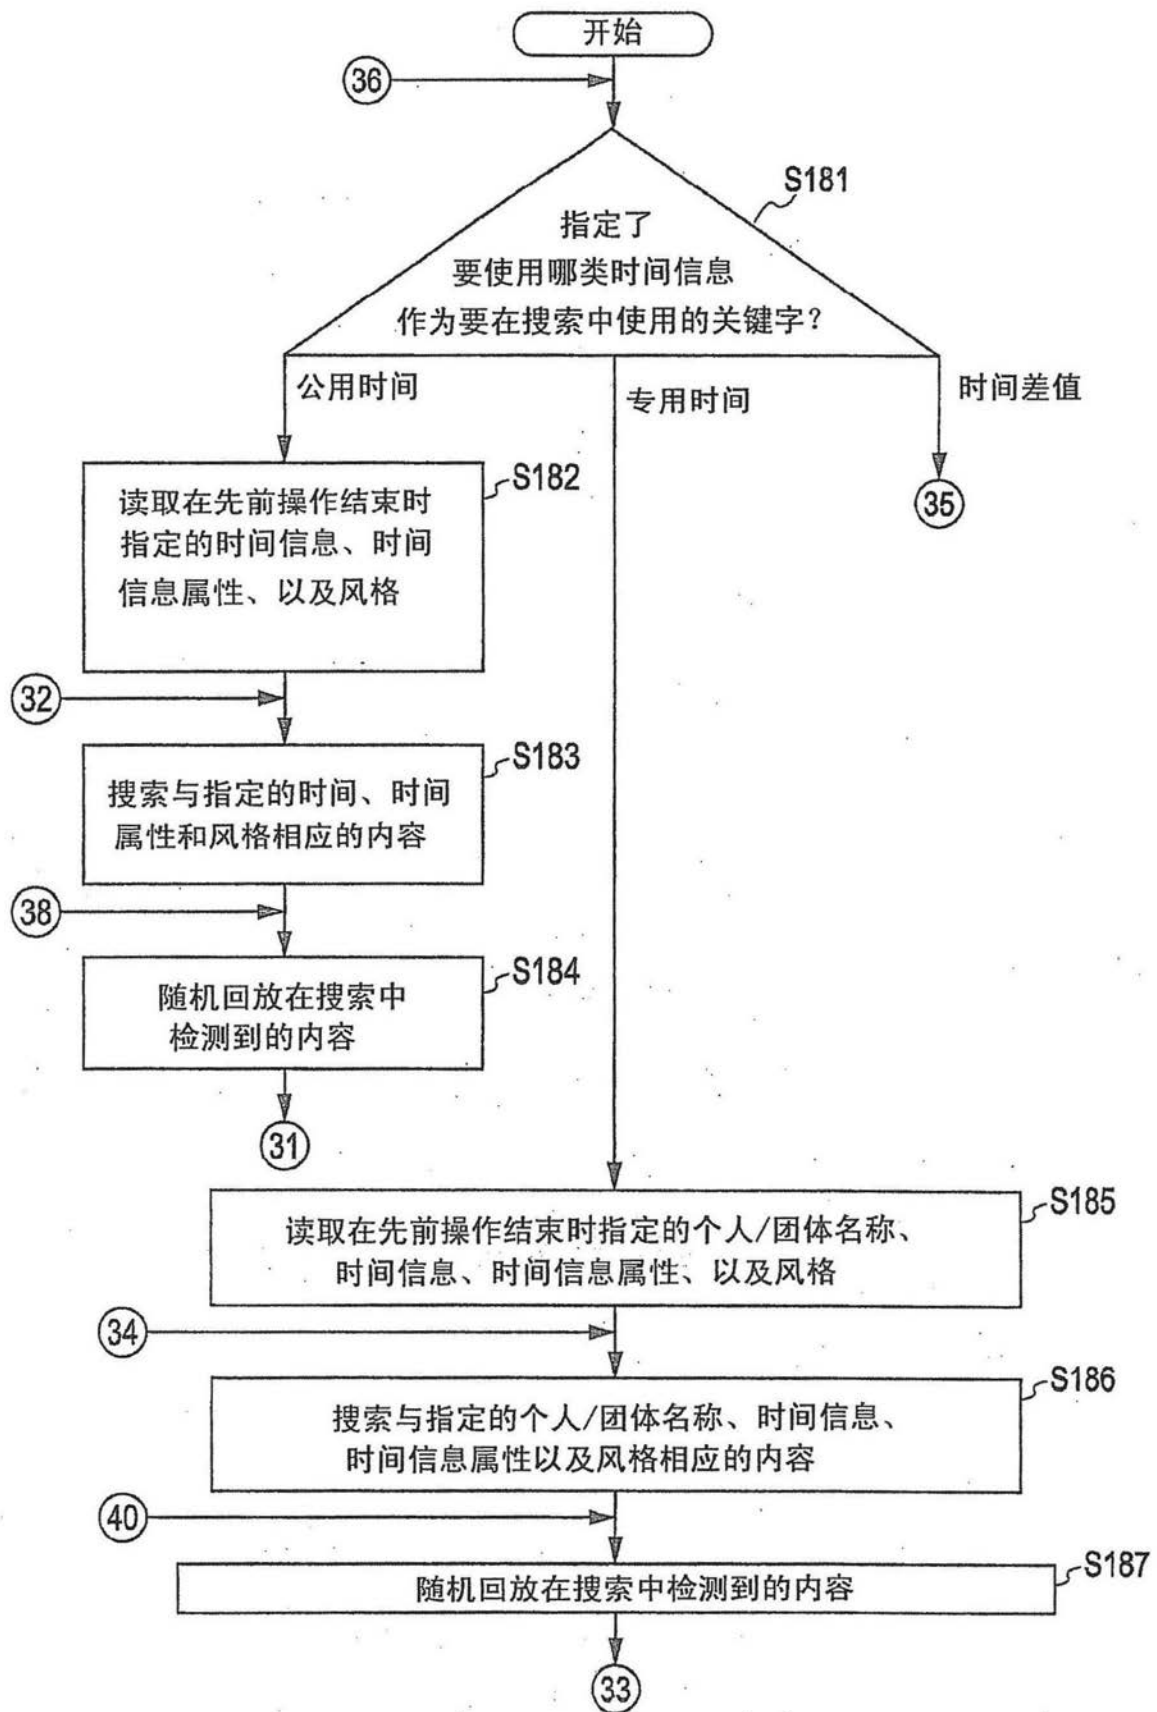 开始
36
S181
指定了
要使用哪类时间信息
作为要在搜索中使用的关键字？
公用时间
专用时间
时间差值
35
S182
读取在先前操作结束时
指定的时间信息、时间
信息属性、以及风格
32
S183
搜索与指定的时间、时间
属性和风格相应的内容
38
S184
随机回放在搜索中
检测到的内容
31
S185
读取在先前操作结束时指定的个人/团体名称、
时间信息、时间信息属性、以及风格
34
S186
搜索与指定的个人/团体名称、时间信息、
时间信息属性以及风格相应的内容
40
S187
随机回放在搜索中检测到的内容
33